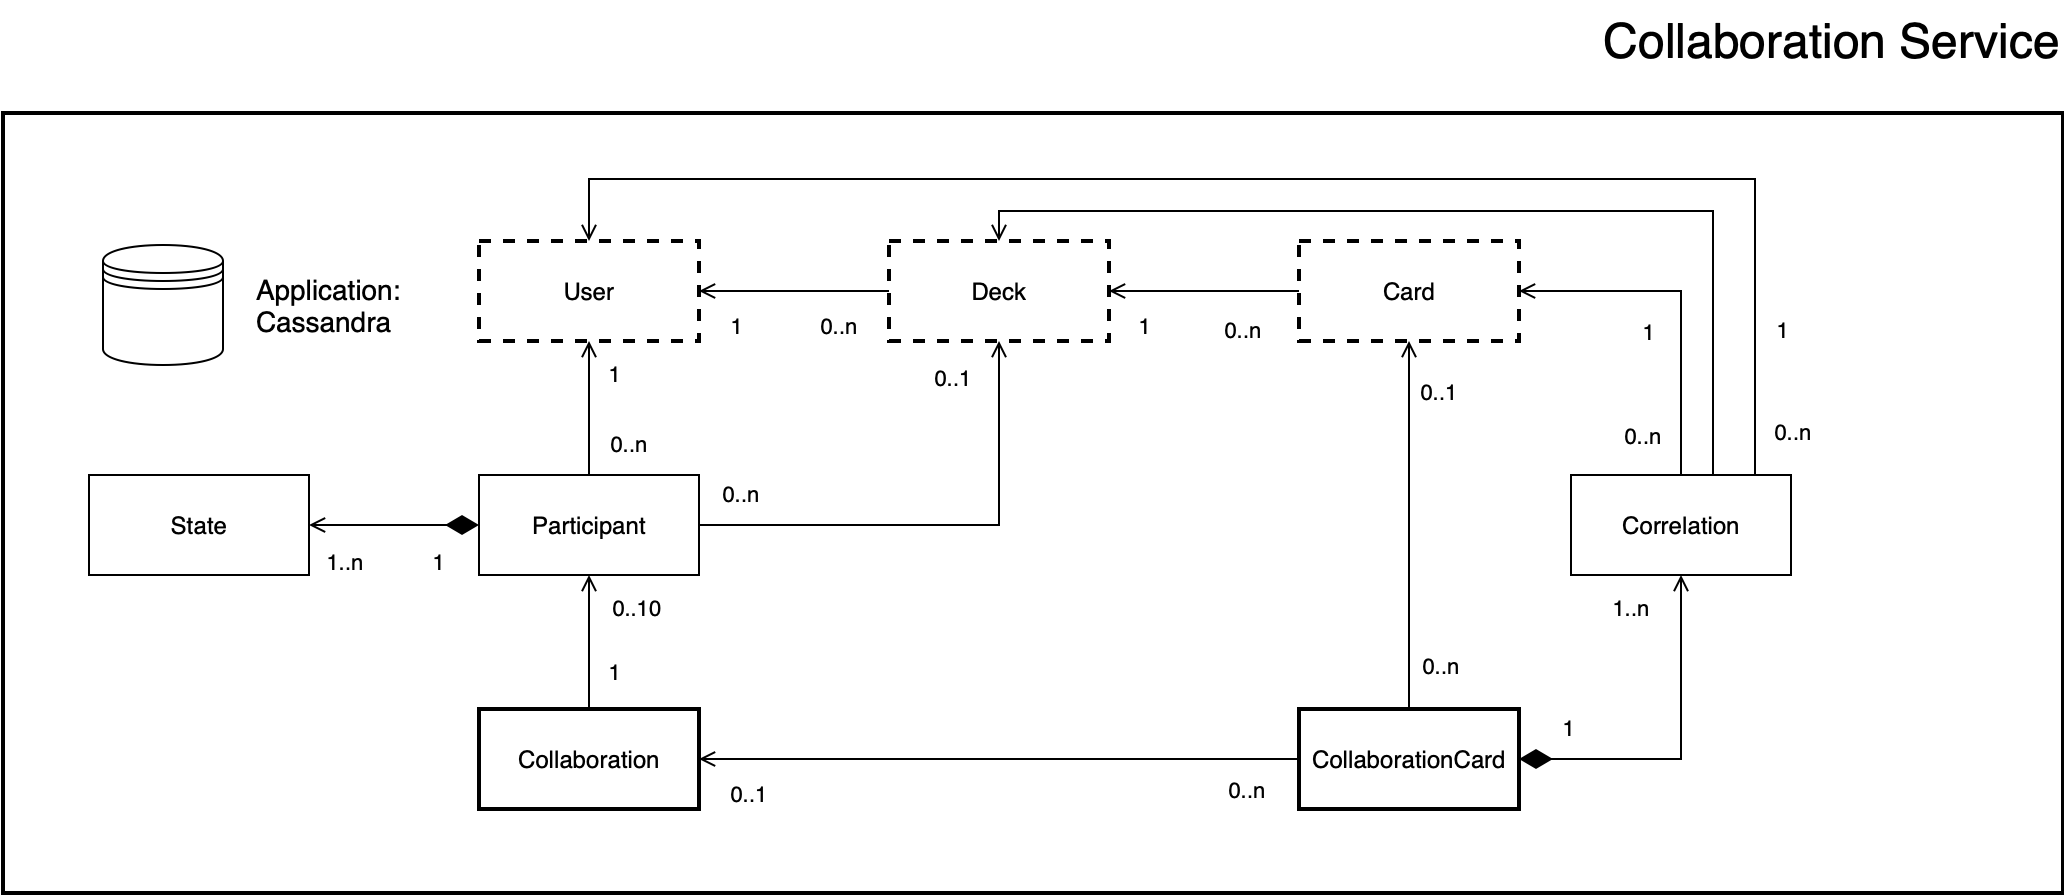 Collaboration Service
Application:
Cassandra
User
Deck
Card
1
0..n
1
0..n
1
1
1
0..1
0..1
0..n
0..n
0..n
0..n
State
Participant
Correlation
1..n
1
0..10
1..n
1
0..n
1
Collaboration
CollaborationCard
0..1
0..n